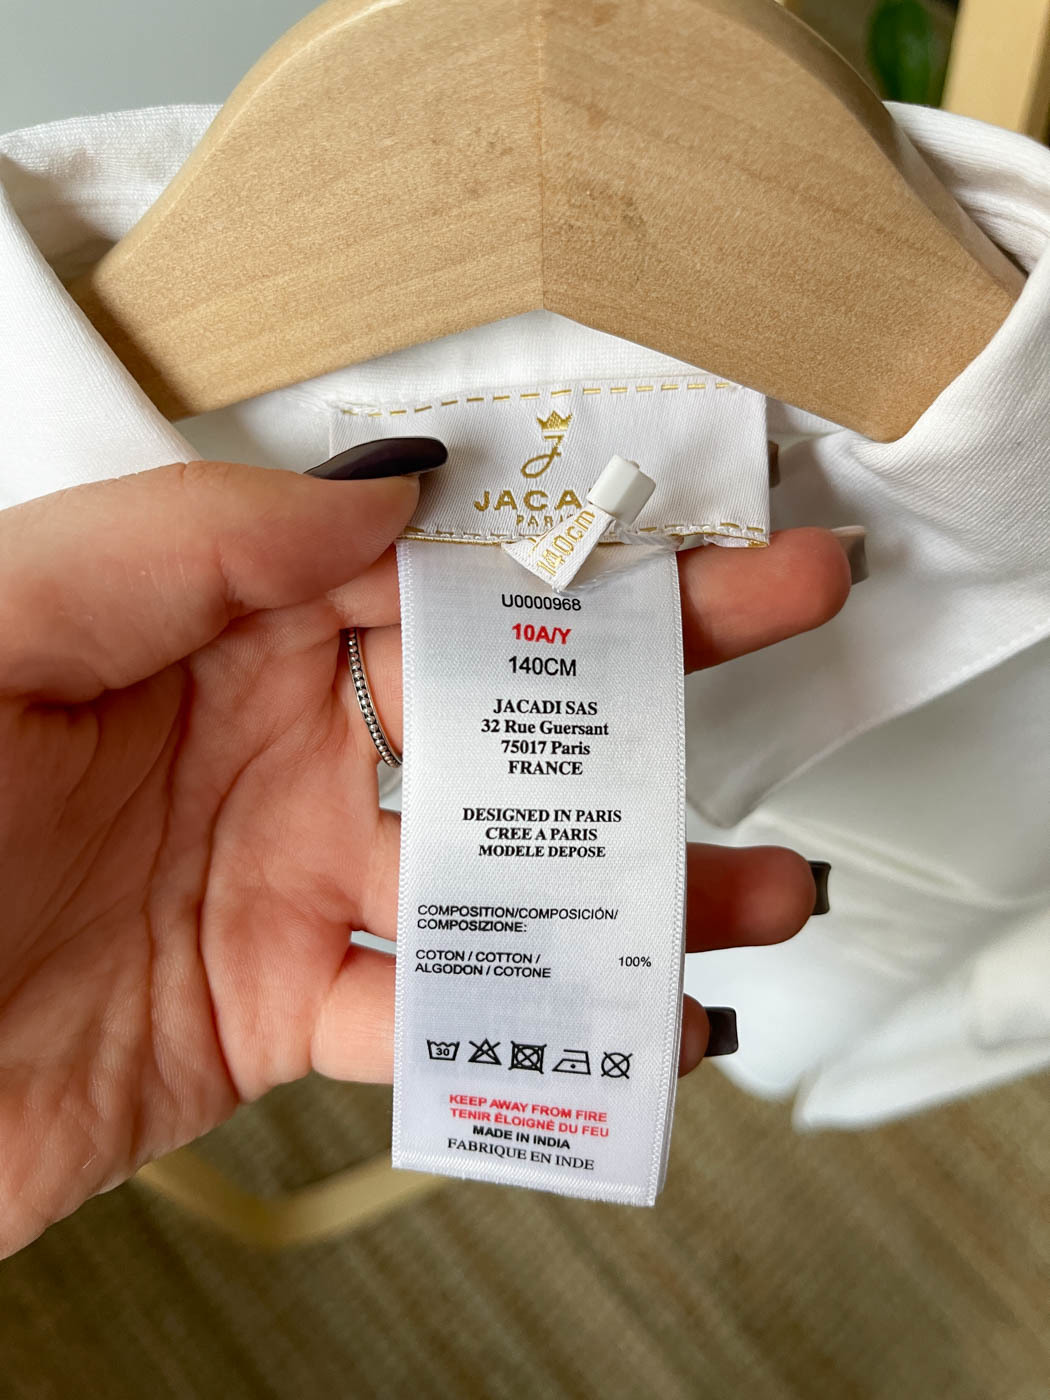 PARIS
140cm
U0000968
10A/Y
140CM
JACADI SAS
32 Rue Guersant
75017 Paris
FRANCE
DESIGNED IN PARIS
CREE A PARIS
MODELE DEPOSE
COMPOSITION/COMPOSICIÓN/
COMPOSIZIONE:
COTON / COTTON / 100%
ALGODON / COTONE
30
KEEP AWAY FROM FIRE
TENIR ÉLOIGNÉ DU FEU
MADE IN INDIA
FABRIQUE EN INDE